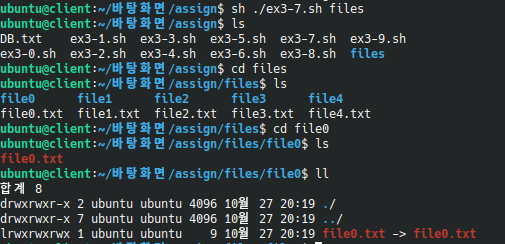 ubuntu@client:~/바탕화면/assign$ sh ./ex3-7.sh files
ubuntu@client:~/바탕화면/assign$ ls
DB.txt    ex3-1.sh  ex3-3.sh  ex3-5.sh  ex3-7.sh  ex3-9.sh
ex3-0.sh  ex3-2.sh  ex3-4.sh  ex3-6.sh  ex3-8.sh  files
ubuntu@client:~/바탕화면/assign$ cd files
ubuntu@client:~/바탕화면/assign/files$ ls
file0      file1      file2      file3      file4
file0.txt  file1.txt  file2.txt  file3.txt  file4.txt
ubuntu@client:~/바탕화면/assign/files$ cd file0
ubuntu@client:~/바탕화면/assign/files/file0$ ls
file0.txt
ubuntu@client:~/바탕화면/assign/files/file0$ ll
합계 8
drwxrwxr-x 2 ubuntu ubuntu 4096 10월  27 20:19 ./
drwxrwxr-x 7 ubuntu ubuntu 4096 10월  27 20:19 ../
lrwxrwxrwx 1 ubuntu ubuntu    9 10월  27 20:19 file0.txt -> file0.txt